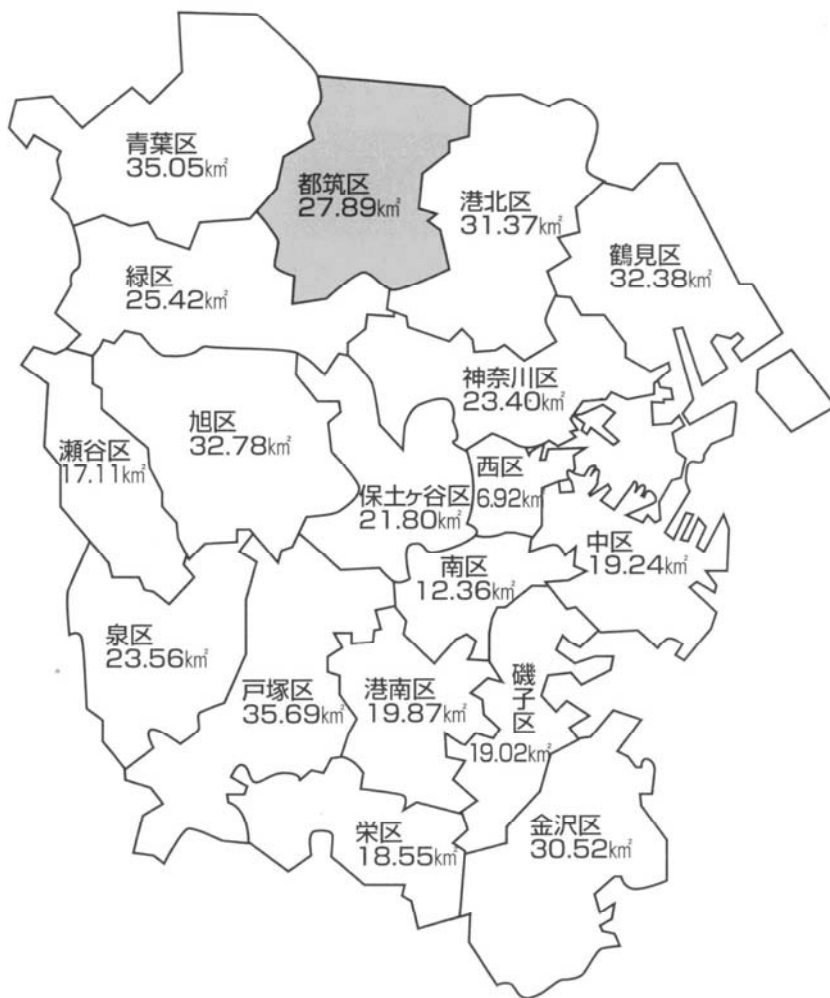 青葉区
35.05km²
都筑区
27.89km²
港北区
31.37km²
鶴見区
32.38km²
緑区
25.42km²
神奈川区
23.40km²
旭区
32.78km²
瀬谷区
17.11km²
保土ヶ谷区
21.80km²
西区
6.92km²
中区
19.24km²
南区
12.36km²
泉区
23.56km²
戸塚区
35.69km²
港南区
19.87km²
磯子区
19.02km²
栄区
18.55km²
金沢区
30.52km²